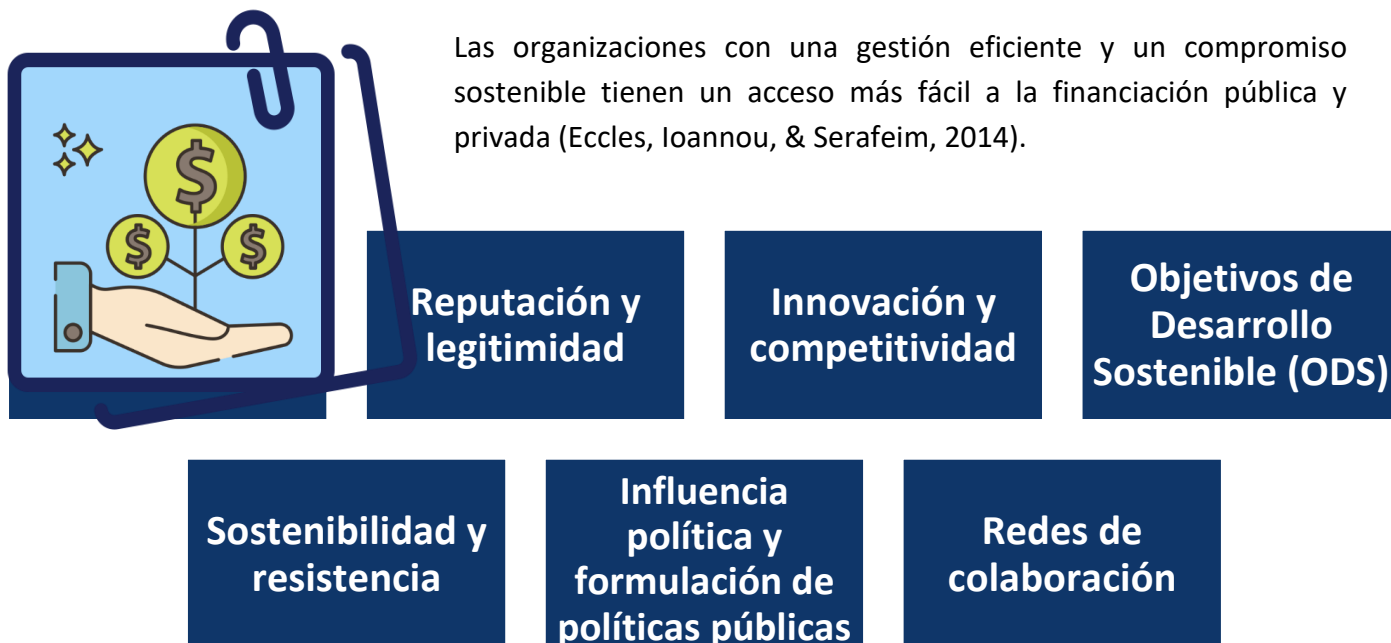 Las organizaciones con una gestión eficiente y un compromiso
sostenible tienen un acceso más fácil a la financiación pública y
privada (Eccles, Ioannou, & Serafeim, 2014).
$
$
$
Reputación y
legitimidad
Innovación y
competitividad
Objetivos de
Desarrollo
Sostenible (ODS)
Sostenibilidad y
resistencia
Influencia
política y
formulación de
políticas públicas
Redes de
colaboración